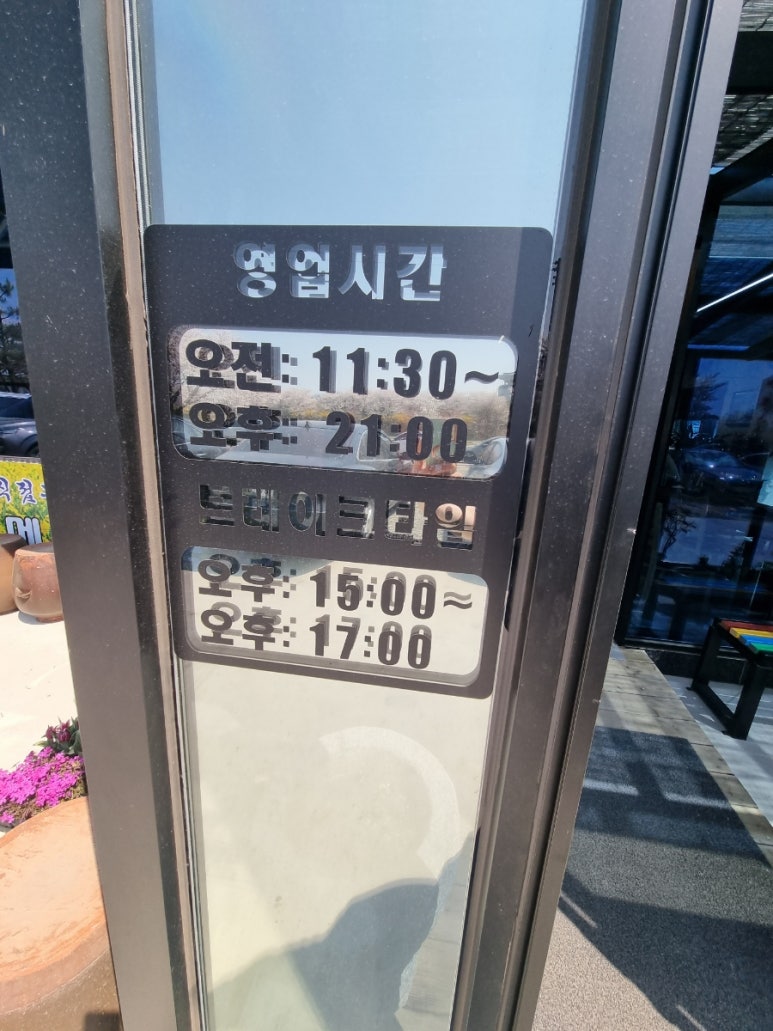 영업시간
오전: 11:30~
오후: 21:00
브레이크타임
오후: 15:00~
오후: 17:00